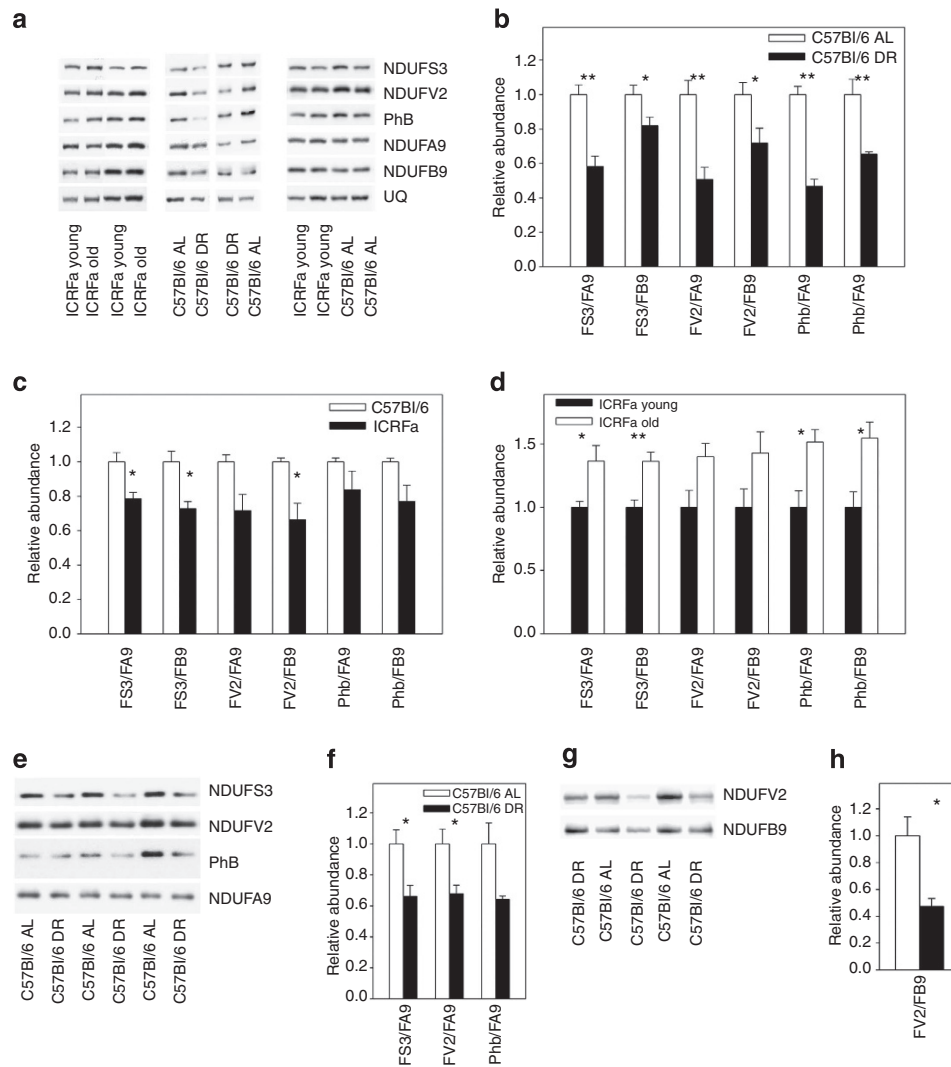 a
NDUFS3
NDUFV2
PhB
NDUFA9
NDUFB9
UQ
ICRFa young
ICRFa old
ICRFa young
ICRFa old
C57Bl/6 AL
C57Bl/6 DR
C57Bl/6 DR
C57Bl/6 AL
ICRFa young
ICRFa young
C57Bl/6 AL
C57Bl/6 AL
b
C57Bl/6 AL
C57Bl/6 DR
Relative abundance
1.2
1.0
0.8
0.6
0.4
0.2
0.0
** * ** * ** **
FS3/FA9
FS3/FB9
FV2/FA9
FV2/FB9
Phb/FA9
Phb/FA9
c
C57Bl/6
ICRFa
Relative abundance
1.2
1.0
0.8
0.6
0.4
0.2
0.0
* * *
FS3/FA9
FS3/FB9
FV2/FA9
FV2/FB9
Phb/FA9
Phb/FB9
d
ICRFa young
ICRFa old
Relative abundance
1.5
1.0
0.5
0.0
* ** * *
FS3/FA9
FS3/FB9
FV2/FA9
FV2/FB9
Phb/FA9
Phb/FB9
e
NDUFS3
NDUFV2
PhB
NDUFA9
C57Bl/6 AL
C57Bl/6 DR
C57Bl/6 AL
C57Bl/6 DR
C57Bl/6 AL
C57Bl/6 DR
f
C57Bl/6 AL
C57Bl/6 DR
Relative abundance
1.2
1.0
0.8
0.6
0.4
0.2
0.0
* *
FS3/FA9
FV2/FA9
Phb/FA9
g
NDUFV2
NDUFB9
C57Bl/6 DR
C57Bl/6 AL
C57Bl/6 DR
C57Bl/6 AL
C57Bl/6 DR
h
Relative abundance
1.2
1.0
0.8
0.6
0.4
0.2
0.0
*
FV2/FB9